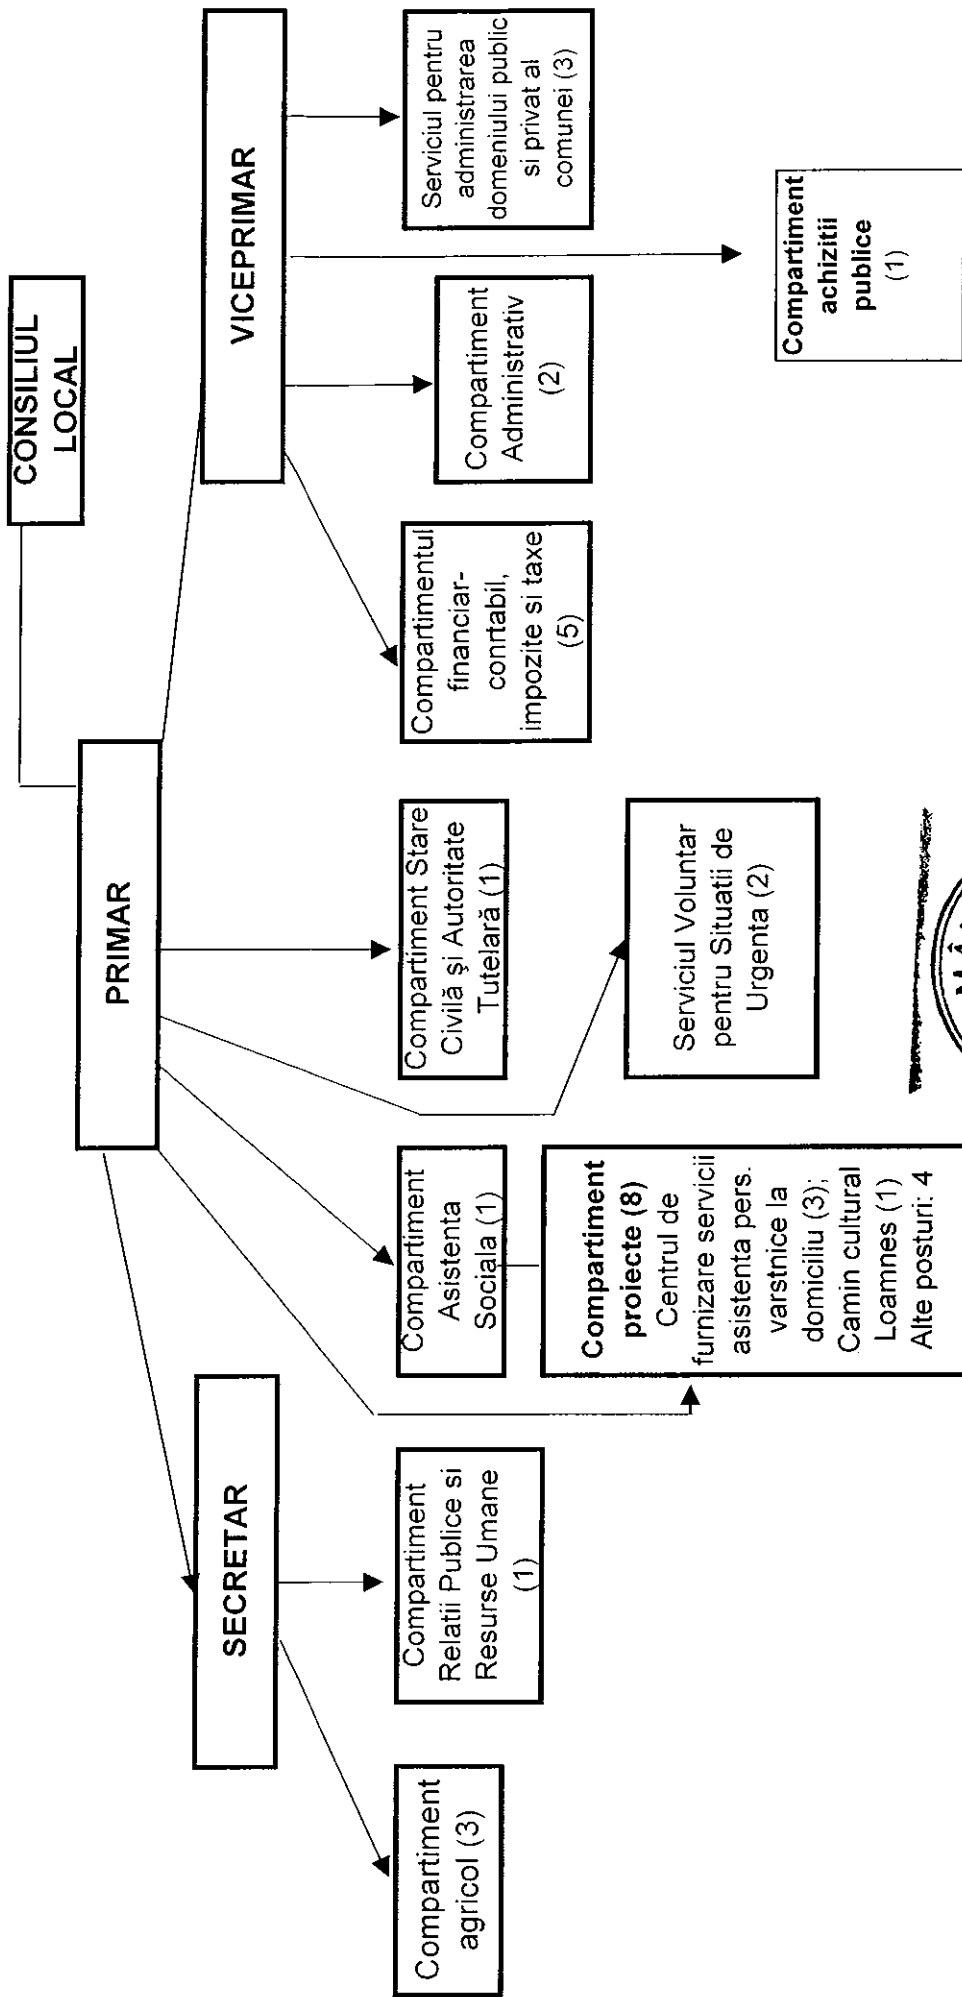 CONSILIUL
LOCAL
PRIMAR
SECRETAR
VICEPRIMAR
Compartiment
agricol (3)
Compartiment
Relatii Publice si
Resurse Umane
(1)
Compartiment
Asistenta
Sociala (1)
Compartiment Stare
Civilă şi Autoritate
Tutelară (1)
Compartimentul
financiar-
conrtabil,
impozite si taxe
(5)
Compartiment
Administrativ
(2)
Serviciul pentru
administrarea
domeniului public
si privat al
comunei (3)
Compartiment
proiecte (8)
Centrul de
furnizare servicii
asistenta pers.
varstnice la
domiciliu (3);
Camin cultural
Loamnes (1)
Alte posturi: 4
Serviciul Voluntar
pentru Situatii de
Urgenta (2)
Compartiment
achizitii
publice
(1)